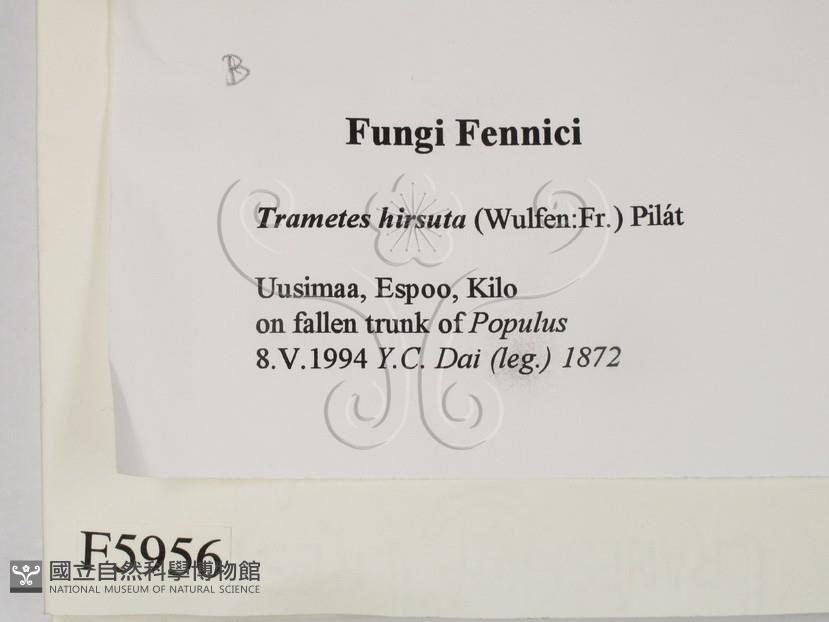 B
Fungi Fennici
Trametes hirsuta (Wulfen:Fr.) Pilát
Uusimaa, Espoo, Kilo
on fallen trunk of Populus
8.V.1994 Y.C. Dai (leg.) 1872
F5956
國立自然科學博物館
NATIONAL MUSEUM OF NATURAL SCIENCE